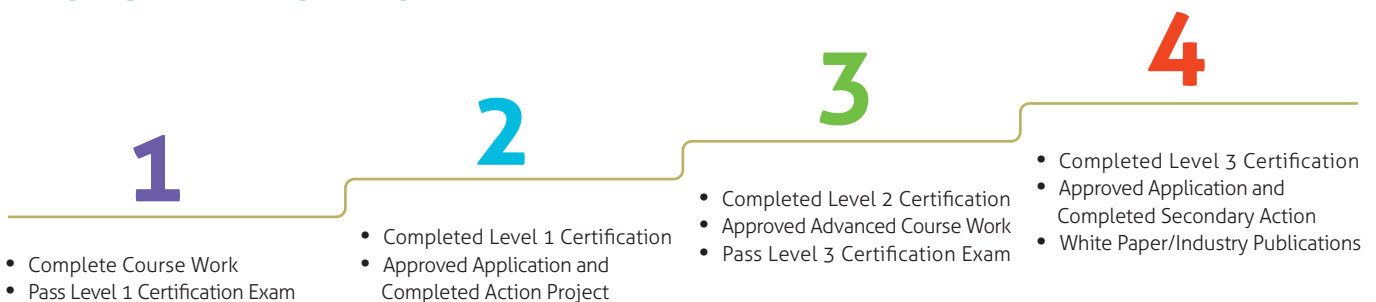 1
• Complete Course Work
• Pass Level 1 Certification Exam
2
• Completed Level 1 Certification
• Approved Application and
Completed Action Project
3
• Completed Level 2 Certification
• Approved Advanced Course Work
• Pass Level 3 Certification Exam
4
• Completed Level 3 Certification
• Approved Application and
Completed Secondary Action
• White Paper/Industry Publications